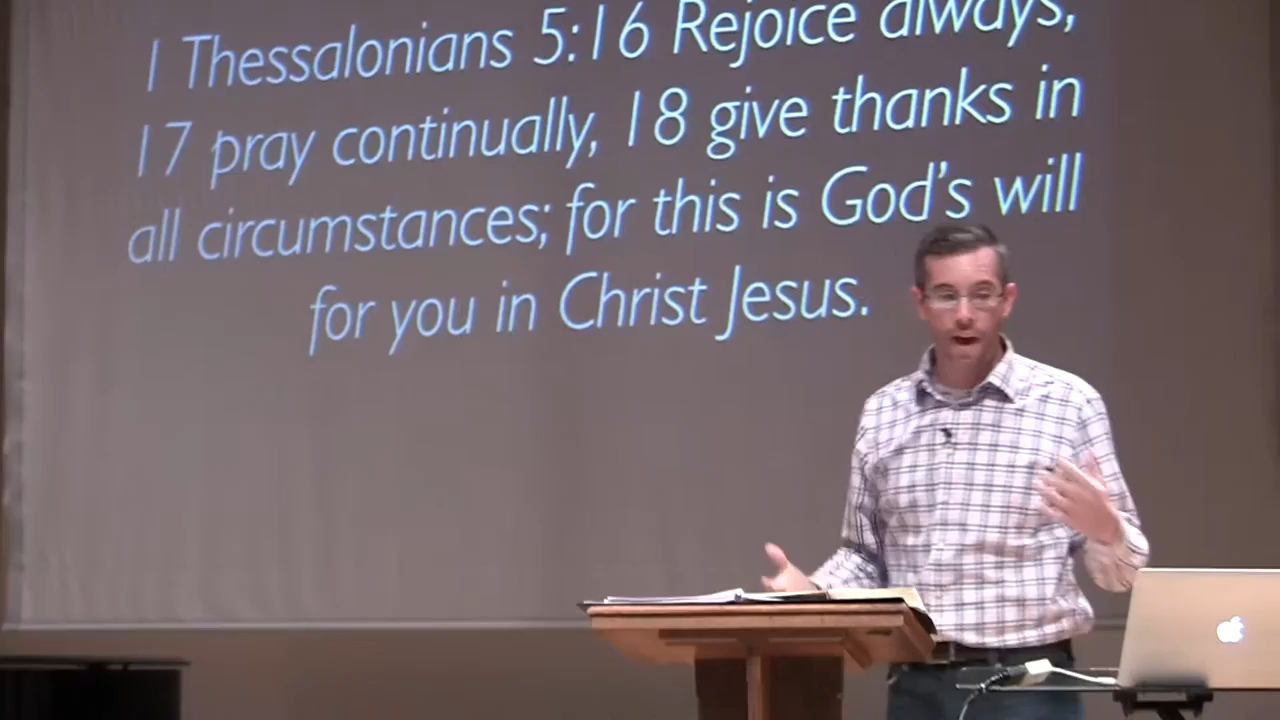 1 Thessalonians 5:16 Rejoice always,
17 pray continually, 18 give thanks in
all circumstances; for this is God's will
for you in Christ Jesus.